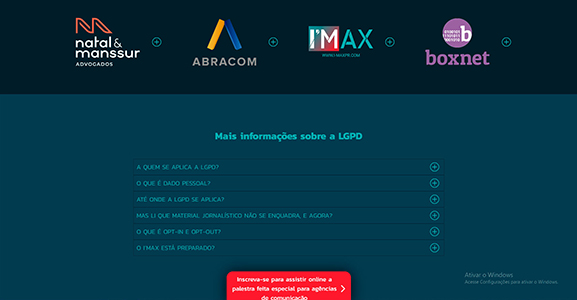 natal&
manssur
ADVOGADOS
ABRACOM
I'MAX
WWW.IMAXPR.COM
b
boxnet
Mais informações sobre a LGPD
A QUEM SE APLICA A LGPD?
O QUE É DADO PESSOAL?
ATÉ ONDE A LGPD SE APLICA?
MAS LI QUE MATERIAL JORNALÍSTICO NÃO SE ENQUADRA, E AGORA?
O QUE É OPT-IN E OPT-OUT?
O I'MAX ESTÁ PREPARADO?
Inscreva-se para assistir online a
palestra feita especial para agências
de comunicação
Ativar o Windows
Acesse Configurações para ativar o Windows.